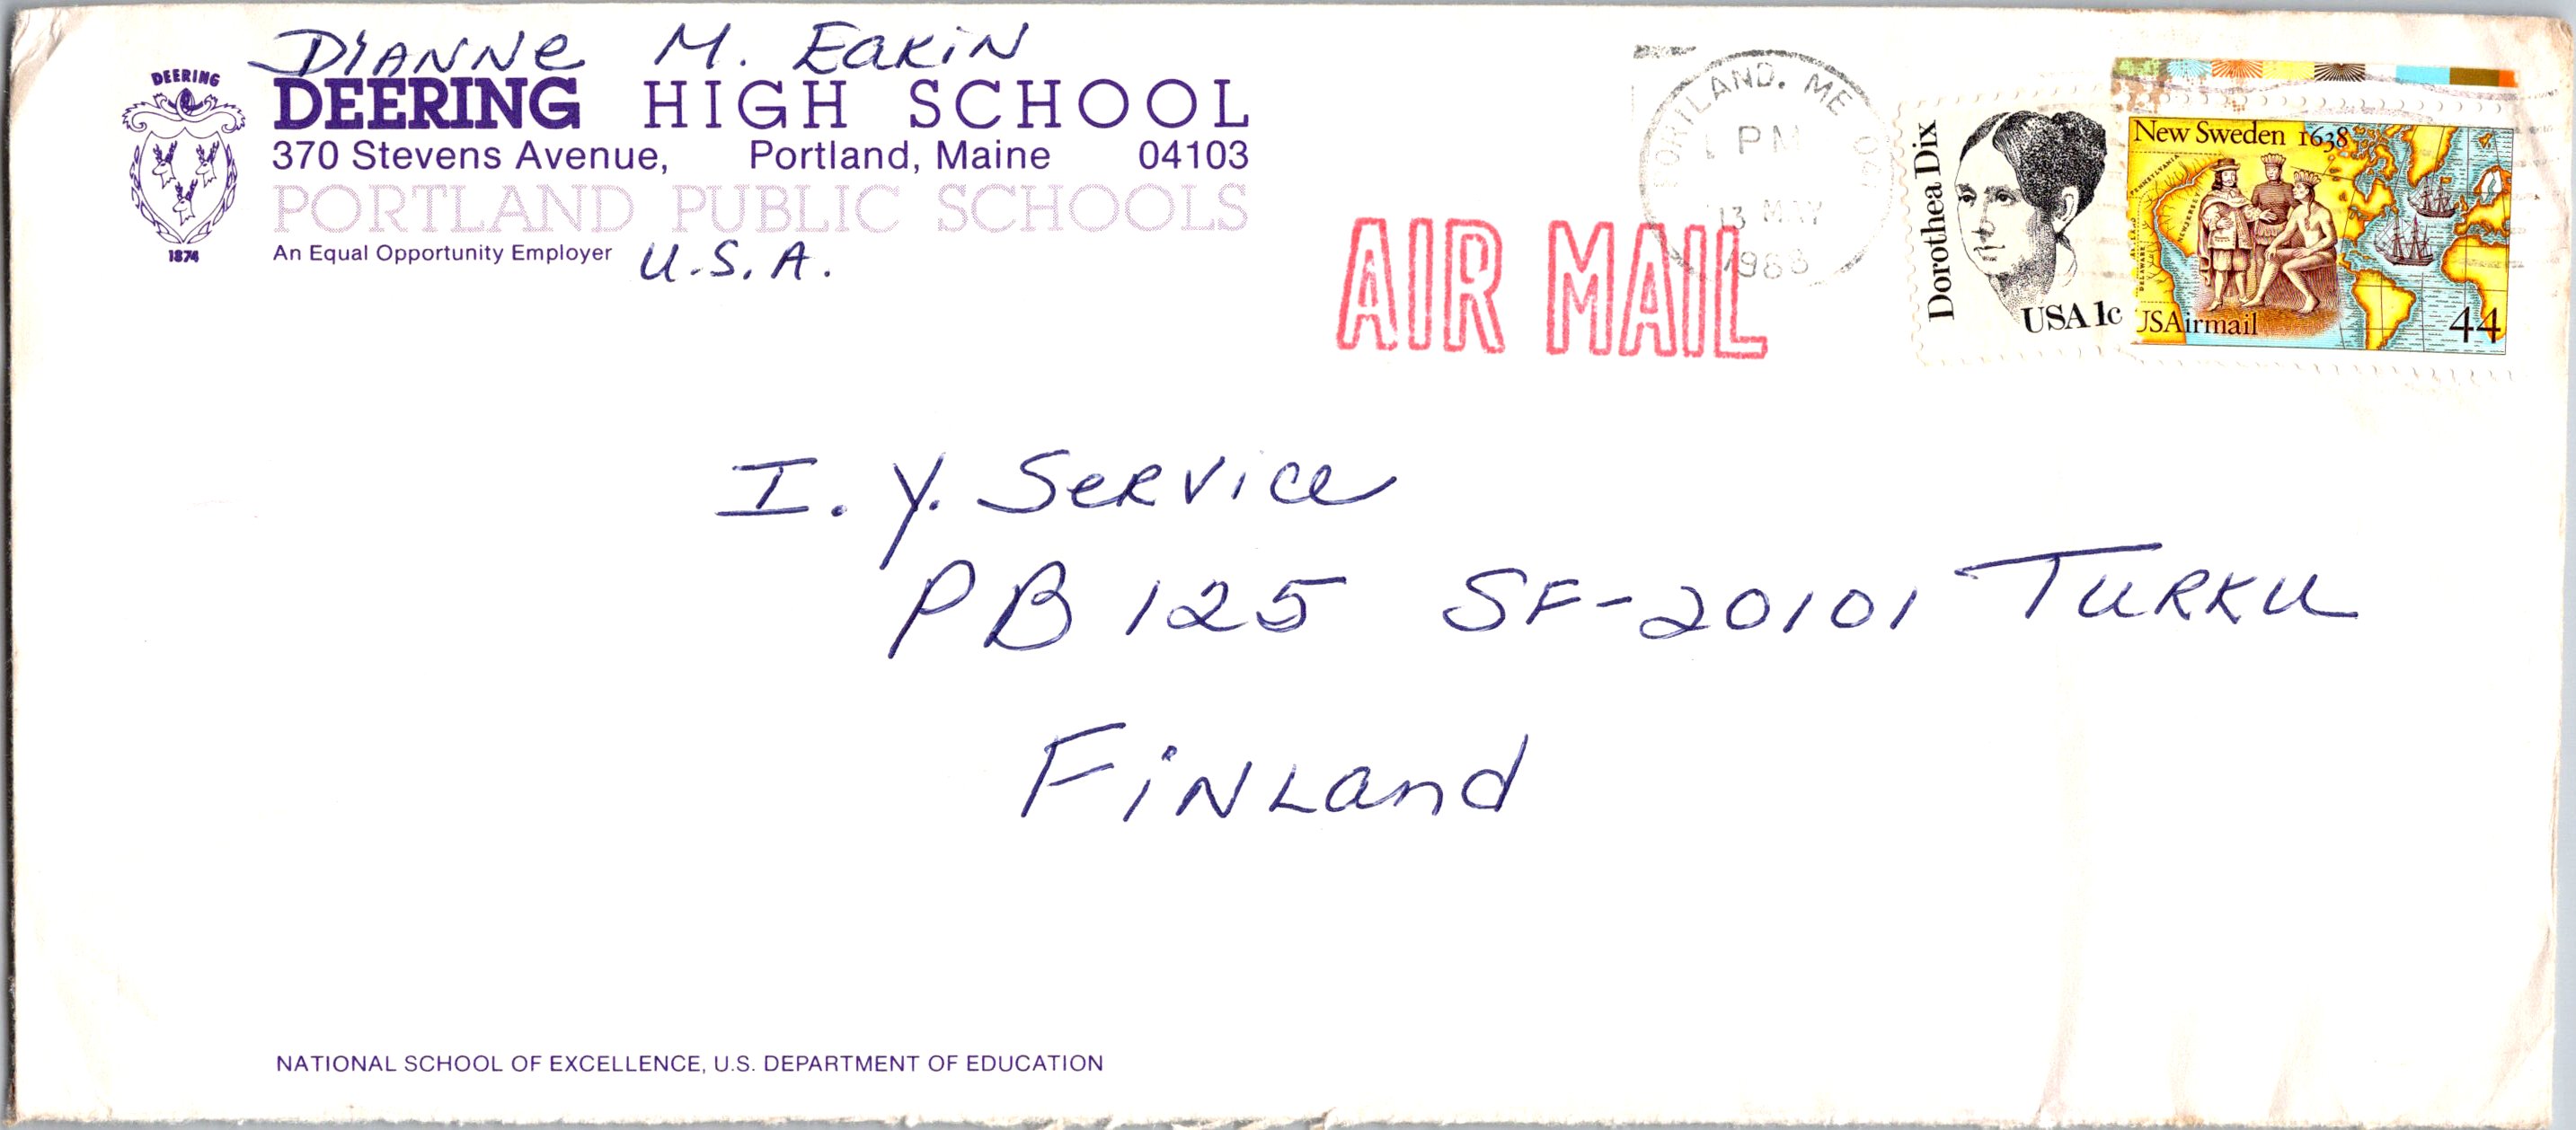 DIANNe M. EaKiN
DEERING
DEERING HIGH SCHOOL
370 Stevens Avenue, Portland, Maine 04103
PORTLAND PUBLIC SCHOOLS
An Equal Opportunity Employer U.S.A.
1874
PORTLAND, ME
PM
13 MAY
1988
AIR MAIL
Dorothea Dix
USA 1c
New Sweden 1638
PENNSYLVANIA
USAirmail
44
I. Y. SeRvice
PB 125 SF-20101 TURKU
FiNLand
NATIONAL SCHOOL OF EXCELLENCE, U.S. DEPARTMENT OF EDUCATION